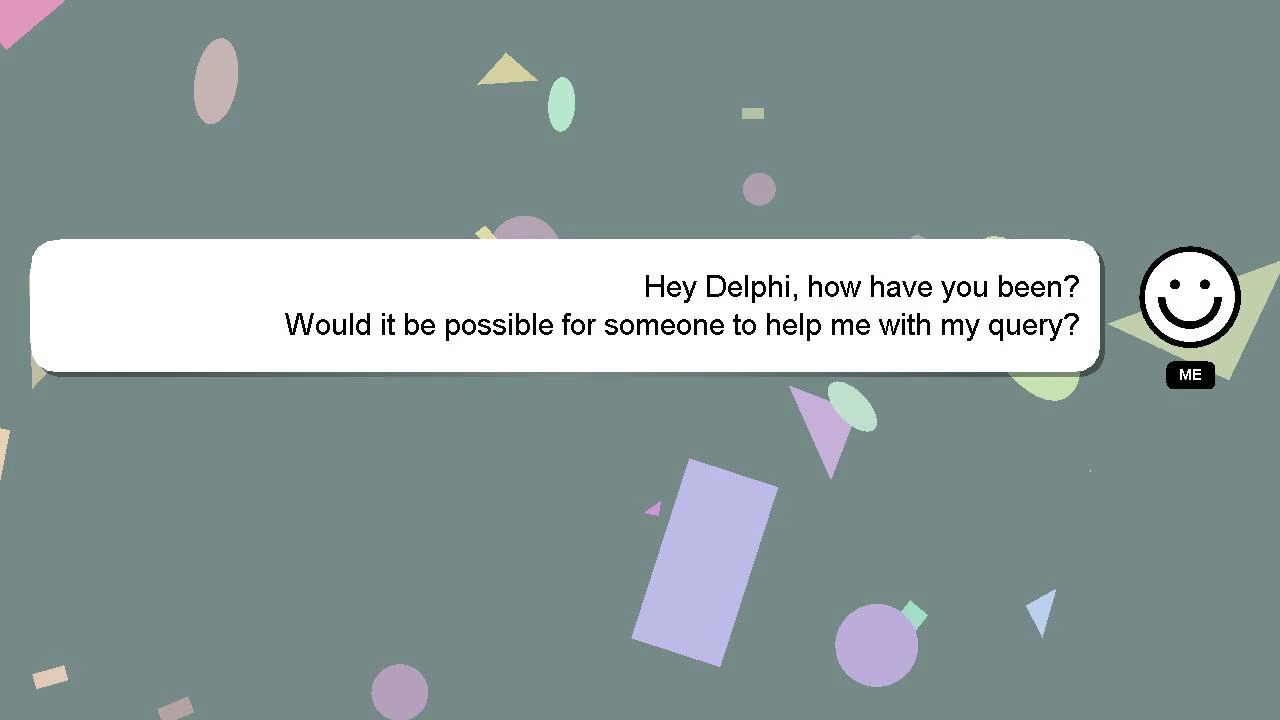 Hey Delphi, how have you been?
Would it be possible for someone to help me with my query?
ME